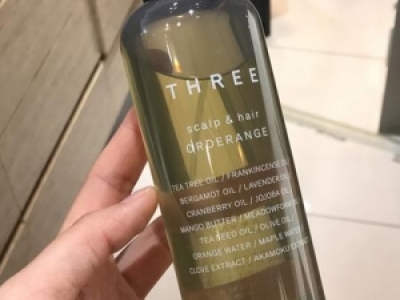 THREE
scalp & hair
ORDERANGE
TEA TREE OIL / FRANKINCENSE OIL
BERGAMOT OIL / LAVENDER OIL
CRANBERRY OIL / JOJOBA OIL
MANGO BUTTER / MEADOWFOAM OIL
TEA SEED OIL / OLIVE OIL
ORANGE WATER / MAPLE WATER
CLOVE EXTRACT / AKAMOKU EXTRACT